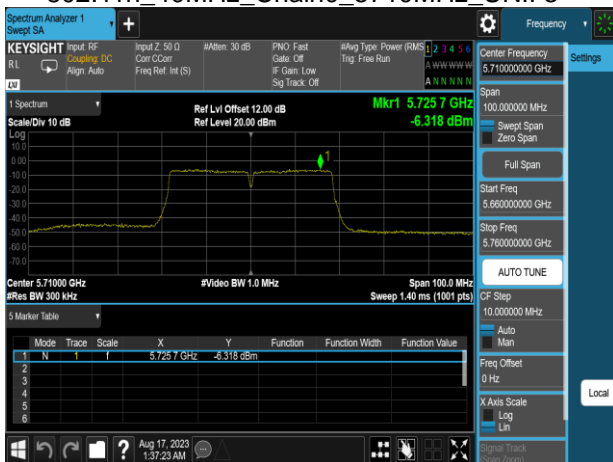 Spectrum Analyzer 1
Swept SA
+
Frequency
KEYSIGHT
RL
LXI
Input: RF
Coupling: DC
Align: Auto
Input Z: 50 Ω
Corr CCorr
Freq Ref: Int (S)
#Atten: 30 dB
PNO: Fast
Gate: Off
IF Gain: Low
Sig Track: Off
#Avg Type: Power (RMS
Trig: Free Run
1 2 3 4 5 6
A W W W W W
A N N N N N
1 Spectrum
Scale/Div 10 dB
Ref Lvl Offset 12.00 dB
Ref Level 20.00 dBm
Mkr1 5.725 7 GHz
-6.318 dBm
Log
10.0
0.00
-10.0
-20.0
-30.0
-40.0
-50.0
-60.0
-70.0
1
Center 5.71000 GHz
#Res BW 300 kHz
#Video BW 1.0 MHz
Span 100.0 MHz
Sweep 1.40 ms (1001 pts)
5 Marker Table
Mode Trace Scale X Y Function Function Width Function Value
1 N 1 f 5.725 7 GHz -6.318 dBm
2
3
4
5
6
Aug 17, 2023
1:37:23 AM
Center Frequency
5.710000000 GHz
Settings
Span
100.000000 MHz
Swept Span
Zero Span
Full Span
Start Freq
5.660000000 GHz
Stop Freq
5.760000000 GHz
AUTO TUNE
CF Step
10.000000 MHz
Auto
Man
Freq Offset
0 Hz
X Axis Scale
Log
Lin
Local
Signal Track
(Span Zoom)